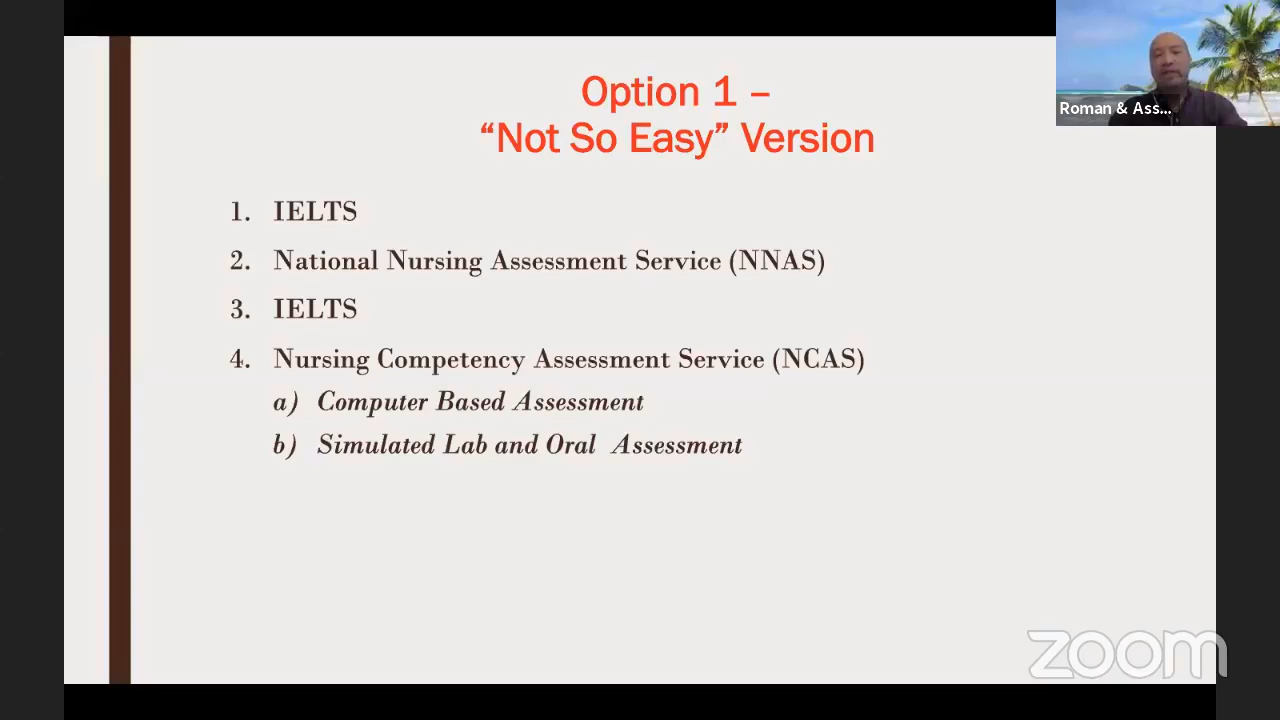 Option 1 –
“Not So Easy” Version
1. IELTS
2. National Nursing Assessment Service (NNAS)
3. IELTS
4. Nursing Competency Assessment Service (NCAS)
a) Computer Based Assessment
b) Simulated Lab and Oral Assessment
Roman & Ass...
zoom